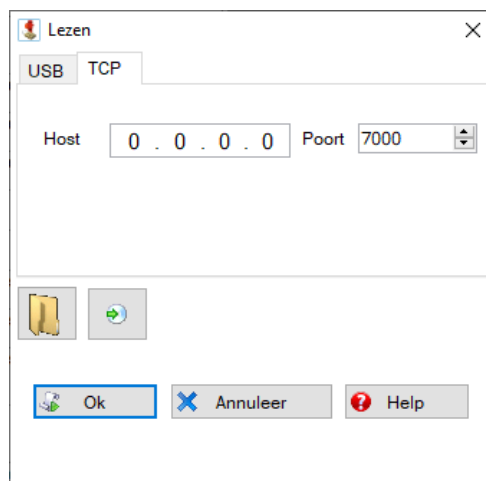 Lezen
USB TCP
Host 0 . 0 . 0 . 0 Poort 7000
Ok Annuleer Help